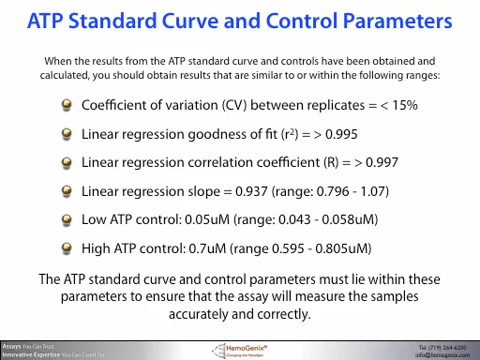 ATP Standard Curve and Control Parameters
When the results from the ATP standard curve and controls have been obtained and
calculated, you should obtain results that are similar to or within the following ranges:
Coefficient of variation (CV) between replicates = < 15%
Linear regression goodness of fit (r²) = > 0.995
Linear regression correlation coefficient (R) = > 0.997
Linear regression slope = 0.937 (range: 0.796 - 1.07)
Low ATP control: 0.05uM (range: 0.043 - 0.058uM)
High ATP control: 0.7uM (range 0.595 - 0.805uM)
The ATP standard curve and control parameters must lie within these
parameters to ensure that the assay will measure the samples
accurately and correctly.
Assays You Can Trust.
Innovative Expertise You Can Count On.
HemoGenix®
Changing the Paradigm
Tel: (719) 264-6250
info@hemogenix.com